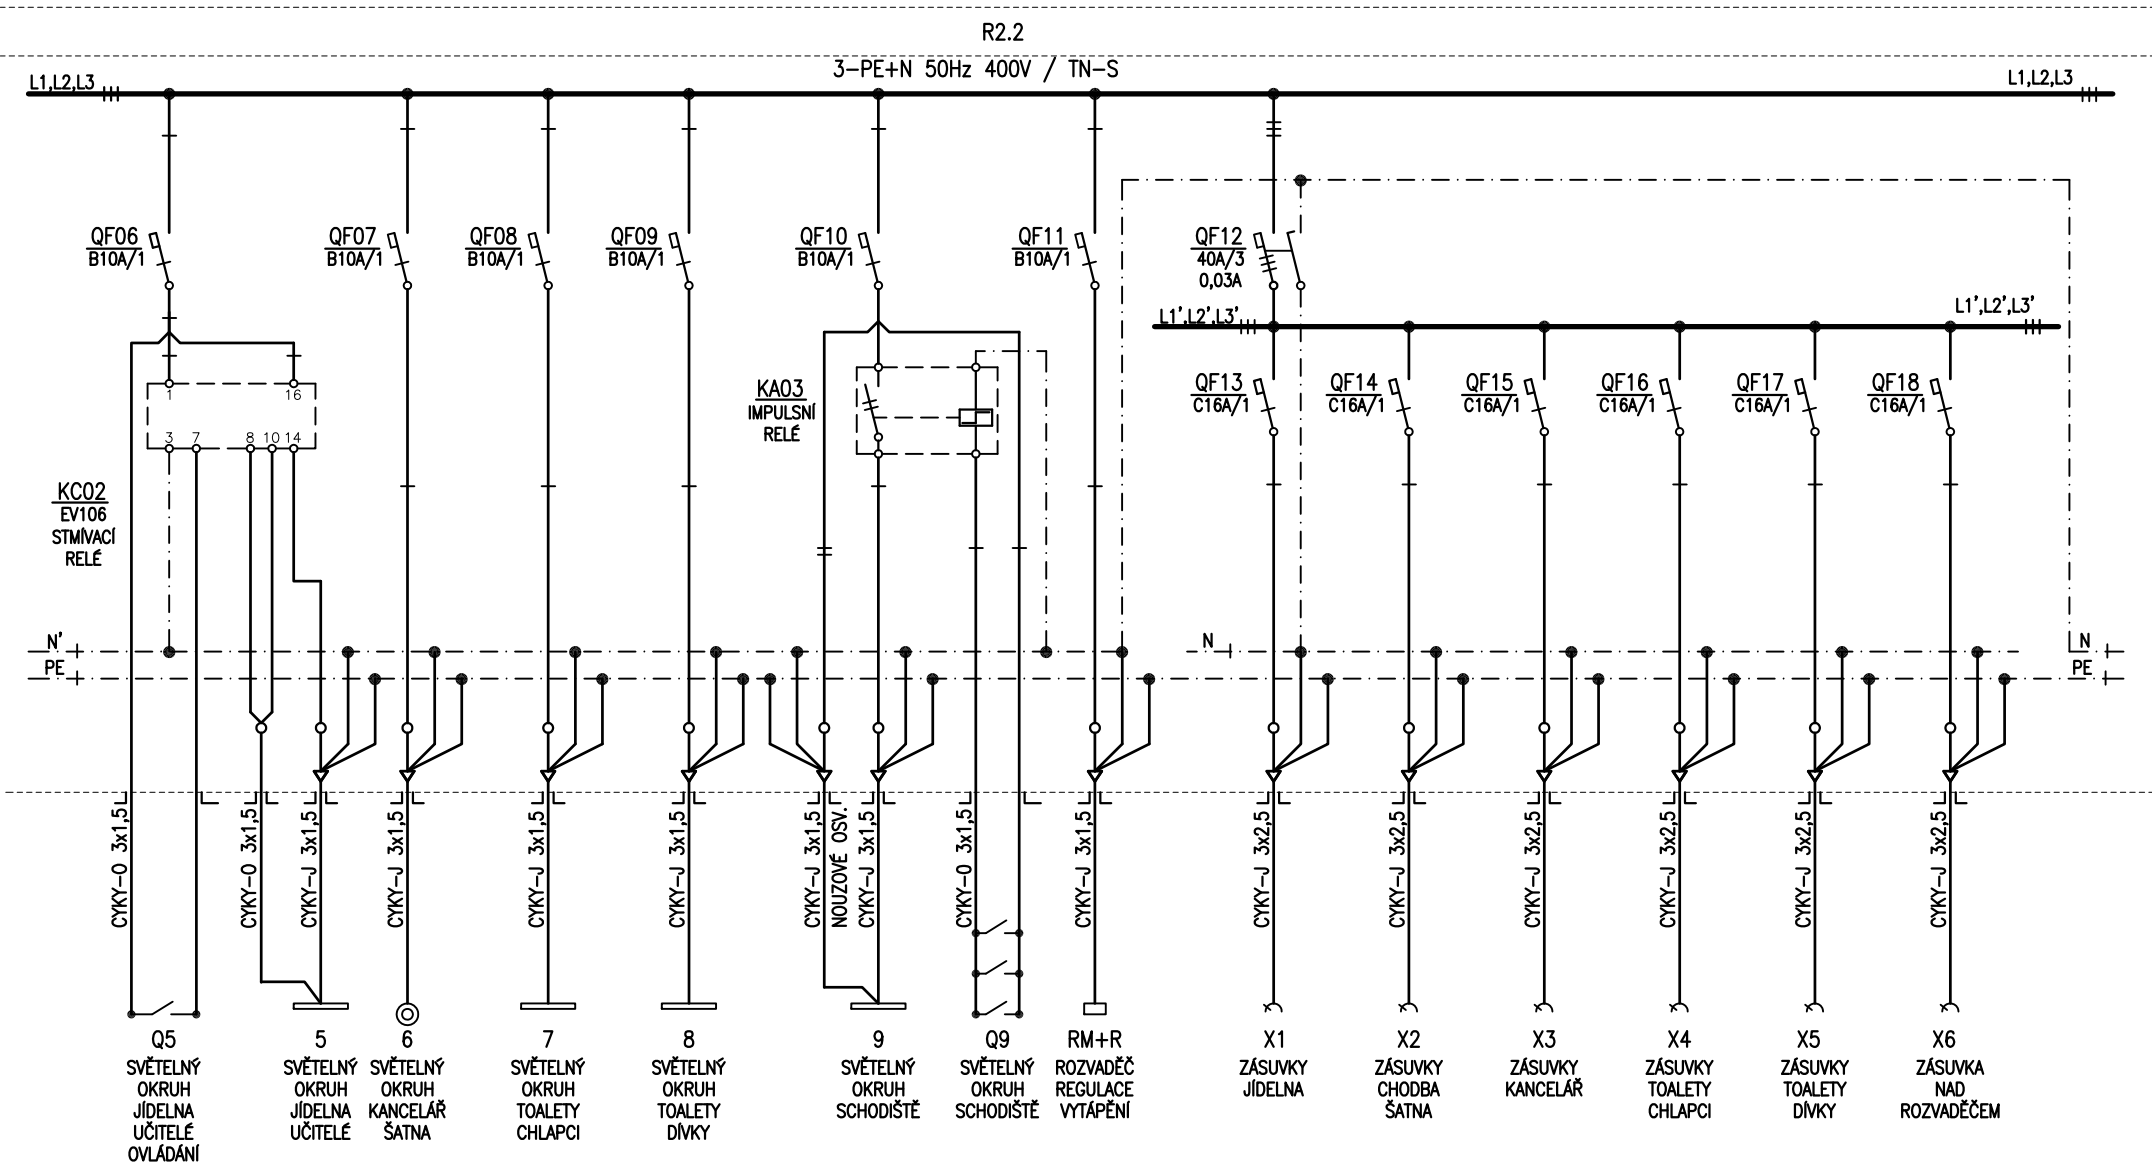 R2.2
3-PE+N 50Hz 400V / TN-S
L1,L2,L3
L1,L2,L3
QF06
B10A/1
QF07
B10A/1
QF08
B10A/1
QF09
B10A/1
QF10
B10A/1
QF11
B10A/1
QF12
40A/3
0,03A
L1',L2',L3'
L1',L2',L3'
QF13
C16A/1
QF14
C16A/1
QF15
C16A/1
QF16
C16A/1
QF17
C16A/1
QF18
C16A/1
1
16
3
7
8
10
14
KA03
IMPULSNÍ
RELÉ
KC02
EV106
STMÍVACÍ
RELÉ
N'
PE
N
N
PE
CYKY-O 3x1,5
CYKY-O 3x1,5
CYKY-J 3x1,5
CYKY-J 3x1,5
CYKY-J 3x1,5
CYKY-J 3x1,5
CYKY-J 3x1,5
NOUZOVÉ OSV.
CYKY-J 3x1,5
CYKY-O 3x1,5
CYKY-J 3x1,5
CYKY-J 3x2,5
CYKY-J 3x2,5
CYKY-J 3x2,5
CYKY-J 3x2,5
CYKY-J 3x2,5
CYKY-J 3x2,5
Q5
SVĚTELNÝ
OKRUH
JÍDELNA
UČITELÉ
OVLÁDÁNÍ
5
SVĚTELNÝ
OKRUH
JÍDELNA
UČITELÉ
6
SVĚTELNÝ
OKRUH
KANCELÁŘ
ŠATNA
7
SVĚTELNÝ
OKRUH
TOALETY
CHLAPCI
8
SVĚTELNÝ
OKRUH
TOALETY
DÍVKY
9
SVĚTELNÝ
OKRUH
SCHODIŠTĚ
Q9
SVĚTELNÝ
OKRUH
SCHODIŠTĚ
RM+R
ROZVADĚČ
REGULACE
VYTÁPĚNÍ
X1
ZÁSUVKY
JÍDELNA
X2
ZÁSUVKY
CHODBA
ŠATNA
X3
ZÁSUVKY
KANCELÁŘ
X4
ZÁSUVKY
TOALETY
CHLAPCI
X5
ZÁSUVKY
TOALETY
DÍVKY
X6
ZÁSUVKA
NAD
ROZVADĚČEM